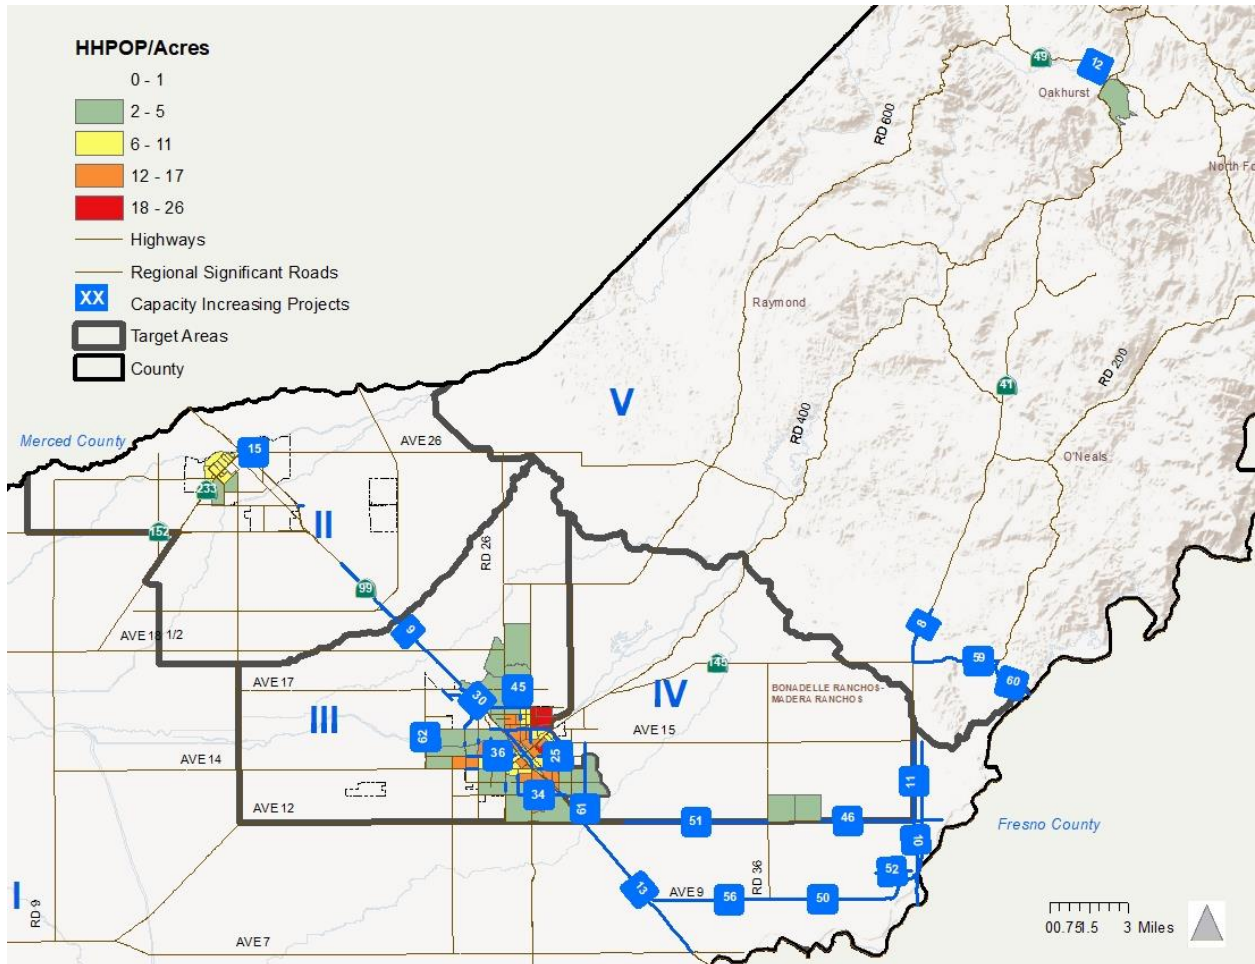 HHPOP/Acres
0 - 1
2 - 5
6 - 11
12 - 17
18 - 26
Highways
Regional Significant Roads
XX Capacity Increasing Projects
Target Areas
County
49
12
Oakhurst
RD 600
North Fo
Raymond
41
RD 200
V
RD 400
O'Neals
Merced County
15
AVE 26
233
152
II
RD 26
99
9
AVE 18 1/2
8
59
60
145
IV
BONADELLE RANCHOS-
MADERA RANCHOS
AVE 17
45
30
III
62
AVE 15
36
25
AVE 14
34
11
61
AVE 12
51
46
Fresno County
10
52
RD 36
13
AVE 9
56
50
I
RD 9
AVE 7
00.751.5 3 Miles